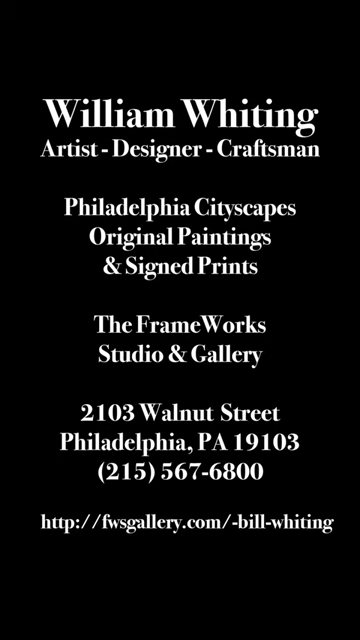 William Whiting
Artist - Designer - Craftsman
Philadelphia Cityscapes
Original Paintings
& Signed Prints
The FrameWorks
Studio & Gallery
2103 Walnut Street
Philadelphia, PA 19103
(215) 567-6800
http://fwsgallery.com/-bill-whiting